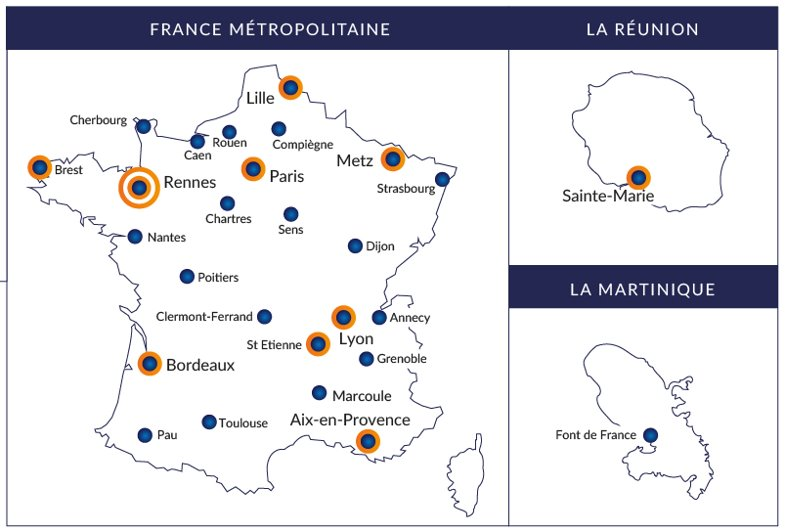 FRANCE MÉTROPOLITAINE
LA RÉUNION
Lille
Cherbourg
Rouen
Compiègne
Caen
Metz
Brest
Rennes
Paris
Strasbourg
Chartres
Sens
Nantes
Dijon
Poitiers
Clermont-Ferrand
Annecy
Lyon
St Etienne
Grenoble
Bordeaux
Marcoule
Aix-en-Provence
Toulouse
Pau
Sainte-Marie
LA MARTINIQUE
Font de France